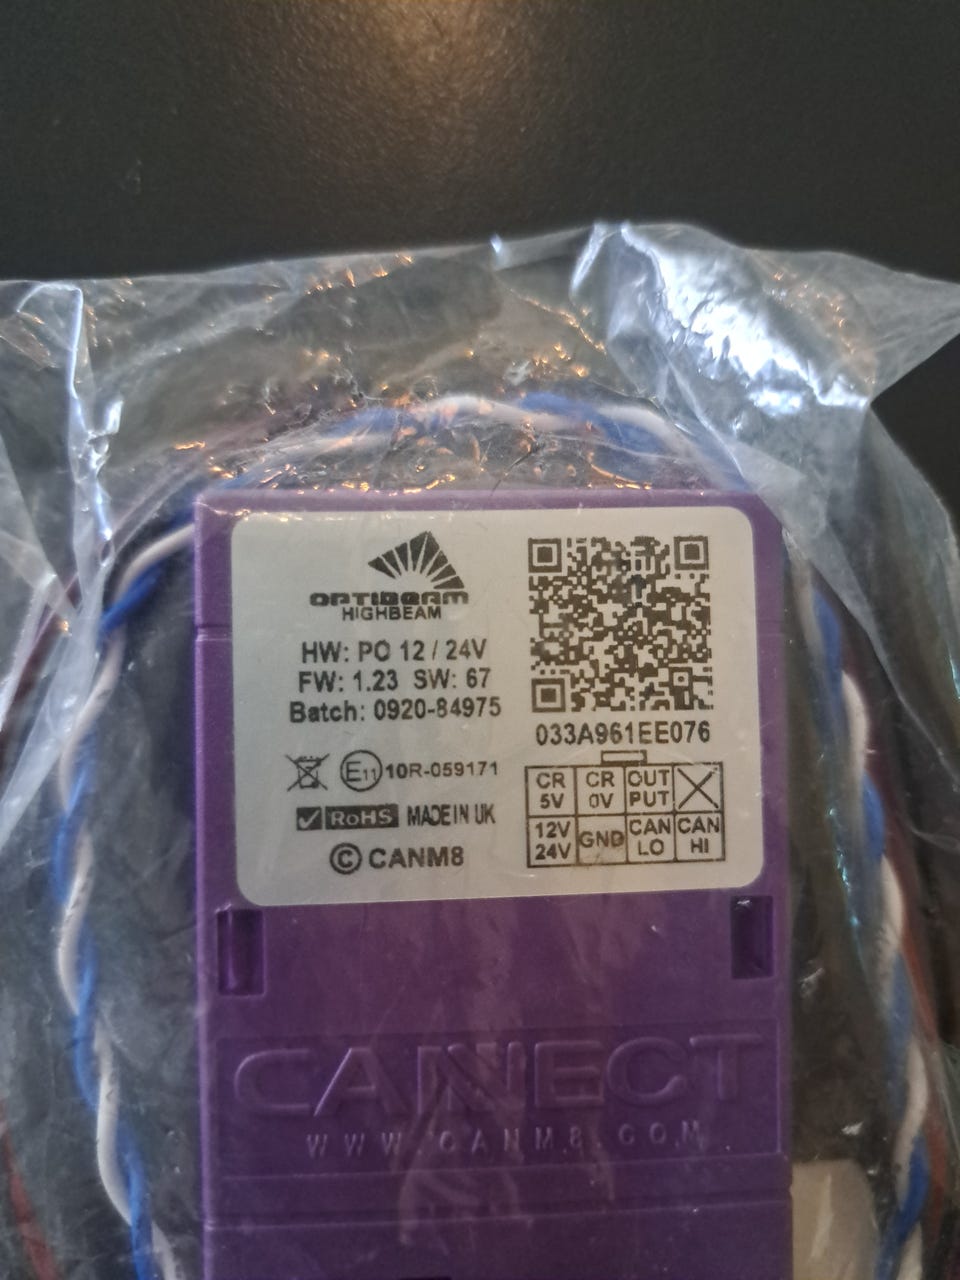 OPTIBEAM
HIGHBEAM
HW: PO 12 / 24V
FW: 1.23 SW: 67
Batch: 0920-84975
033A961EE076
E11 10R-059171
RoHS MADE IN UK
© CANM8
CR 5V
CR 0V
OUT PUT
12V 24V
GND
CAN LO
CAN HI
CANNECT
WWW.CANM8.COM